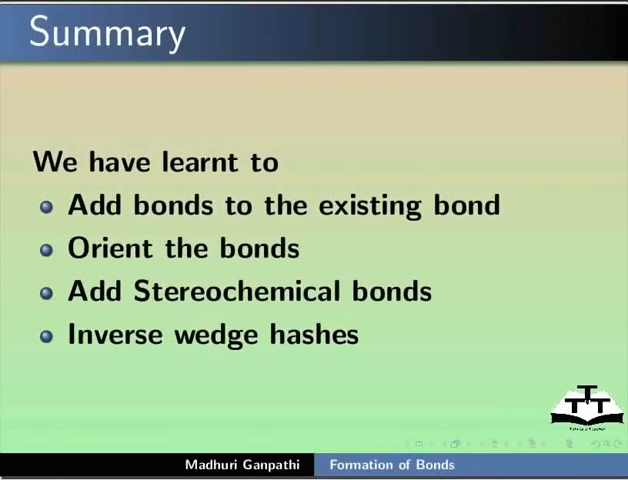 Summary
We have learnt to
Add bonds to the existing bond
Orient the bonds
Add Stereochemical bonds
Inverse wedge hashes
TTT
Madhuri Ganpathi
Formation of Bonds